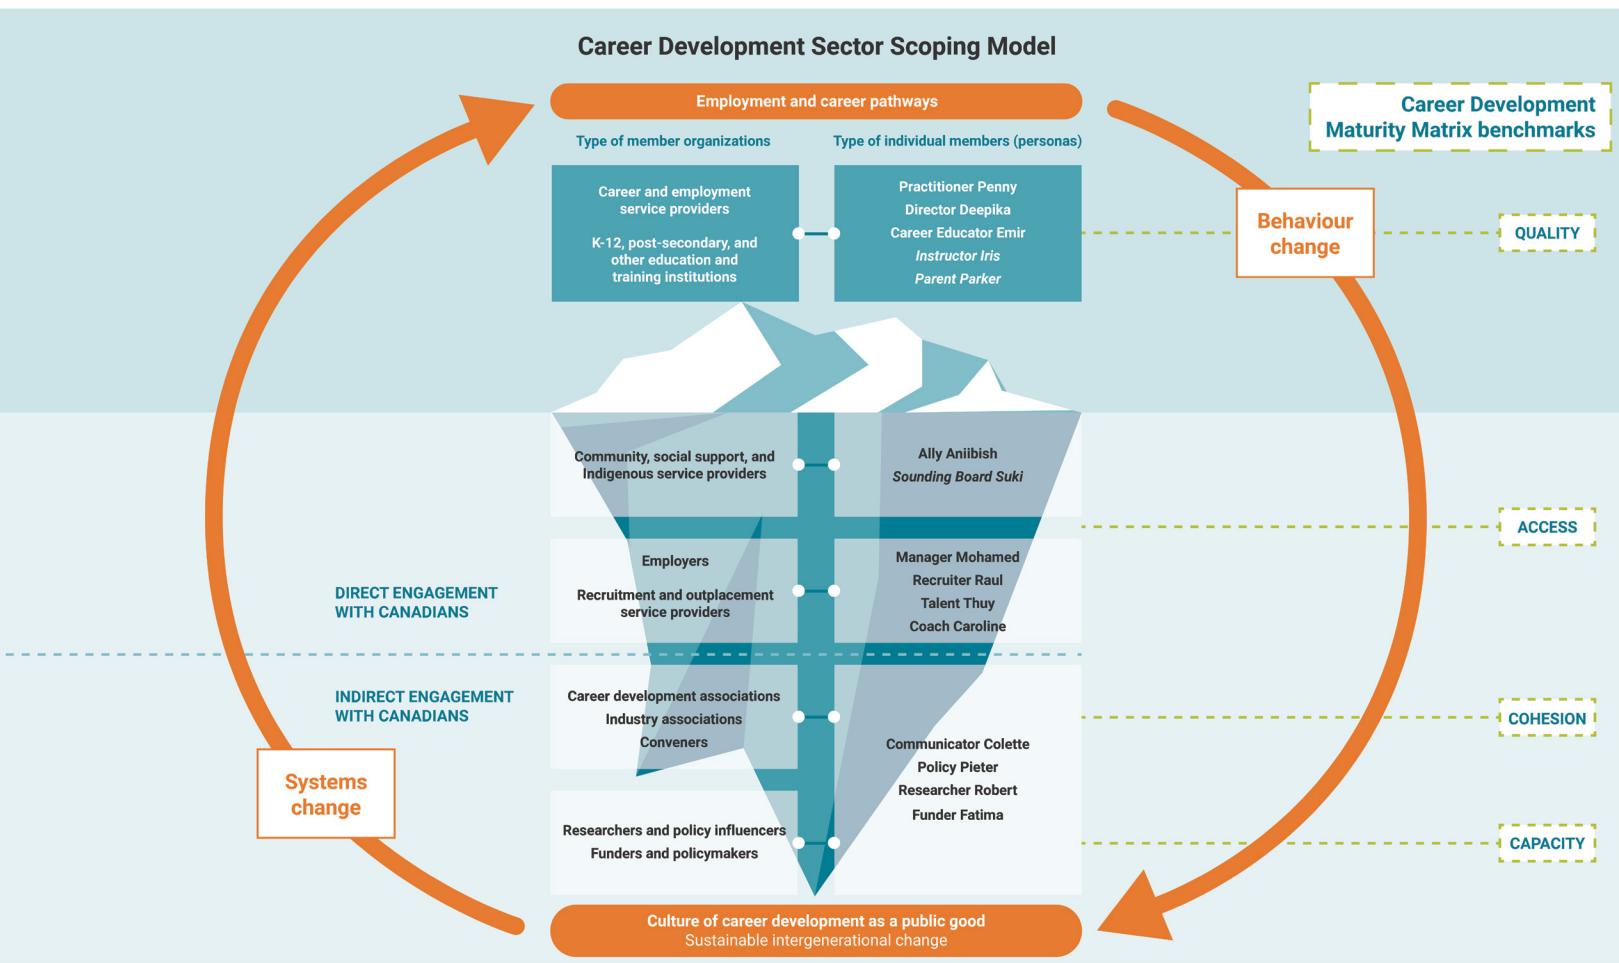 Career Development Sector Scoping Model
Employment and career pathways
Career Development
Maturity Matrix benchmarks
Type of member organizations
Type of individual members (personas)
Career and employment
service providers
K-12, post-secondary, and
other education and
training institutions
Practitioner Penny
Director Deepika
Career Educator Emir
Instructor Iris
Parent Parker
Behaviour
change
QUALITY
Community, social support, and
Indigenous service providers
Ally Aniibish
Sounding Board Suki
ACCESS
Employers
Recruitment and outplacement
service providers
Manager Mohamed
Recruiter Raul
Talent Thuy
Coach Caroline
DIRECT ENGAGEMENT
WITH CANADIANS
INDIRECT ENGAGEMENT
WITH CANADIANS
Career development associations
Industry associations
Conveners
COHESION
Communicator Colette
Policy Pieter
Researcher Robert
Funder Fatima
Systems
change
Researchers and policy influencers
Funders and policymakers
CAPACITY
Culture of career development as a public good
Sustainable intergenerational change